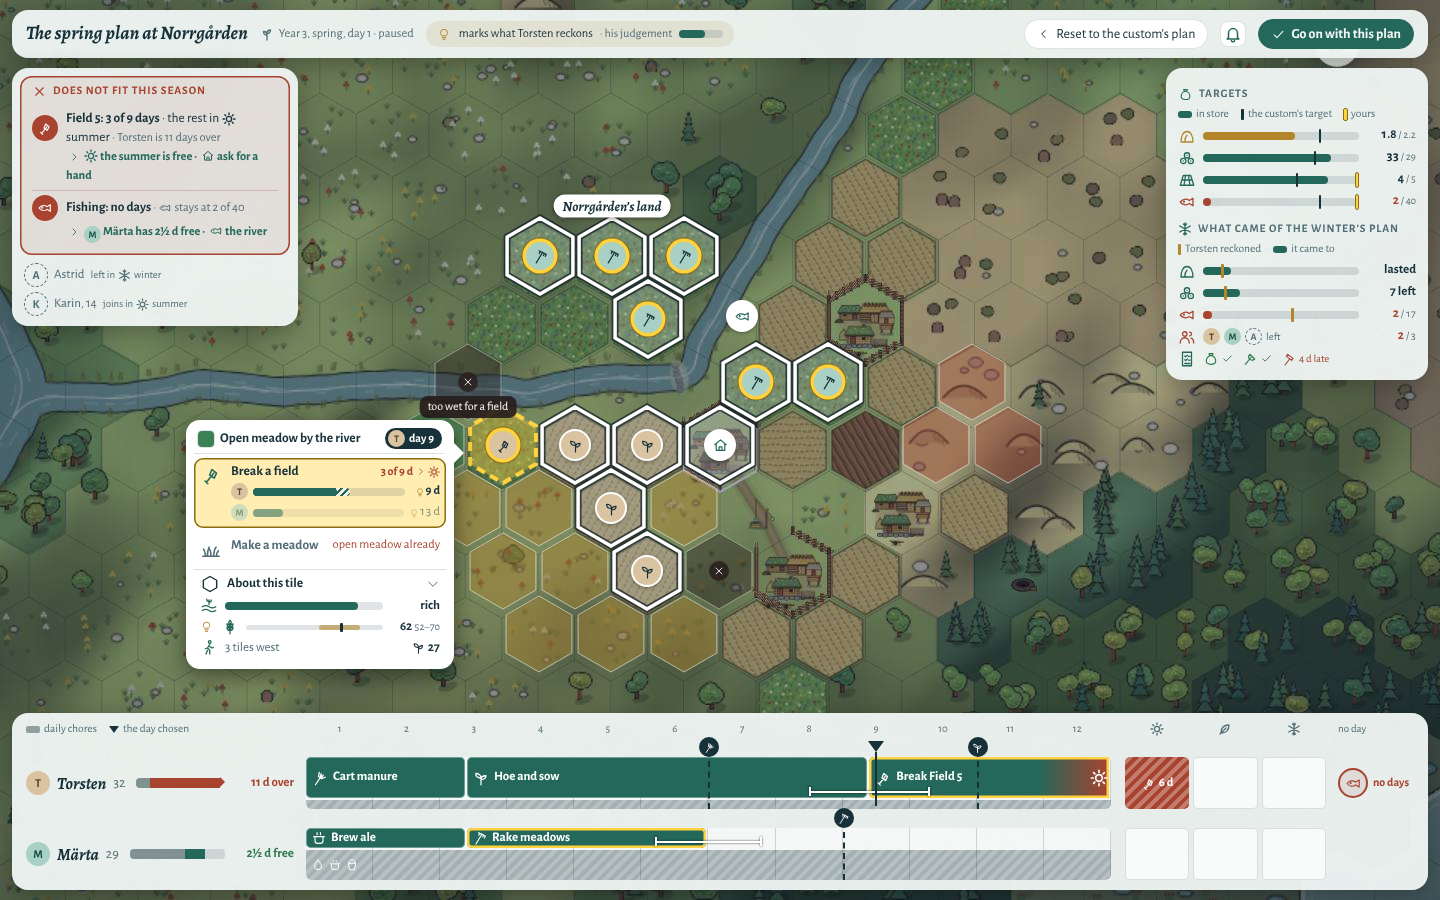 The spring plan at Norrgården
Year 3, spring, day 1 · paused
marks what Torsten reckons · his judgement
Reset to the custom's plan
Go on with this plan
DOES NOT FIT THIS SEASON
Field 5: 3 of 9 days · the rest in
summer · Torsten is 11 days over
the summer is free · ask for a
hand
Fishing: no days · stays at 2 of 40
M Märta has 2½ d free · the river
A Astrid left in winter
K Karin, 14 joins in summer
TARGETS
in store the custom's target yours
1.8 / 2.2
33 / 29
4 / 5
2 / 40
WHAT CAME OF THE WINTER'S PLAN
Torsten reckoned it came to
lasted
7 left
2 / 17
T M A left 2 / 3
4 d late
Norrgården's land
too wet for a field
Open meadow by the river T day 9
Break a field 3 of 9 d
T 9 d
M 13 d
Make a meadow open meadow already
About this tile
rich
62 52–70
3 tiles west 27
daily chores the day chosen 1 2 3 4 5 6 7 8 9 10 11 12 no day
T Torsten 32 11 d over
Cart manure Hoe and sow Break Field 5 6 d no days
M Märta 29 2½ d free
Brew ale Rake meadows